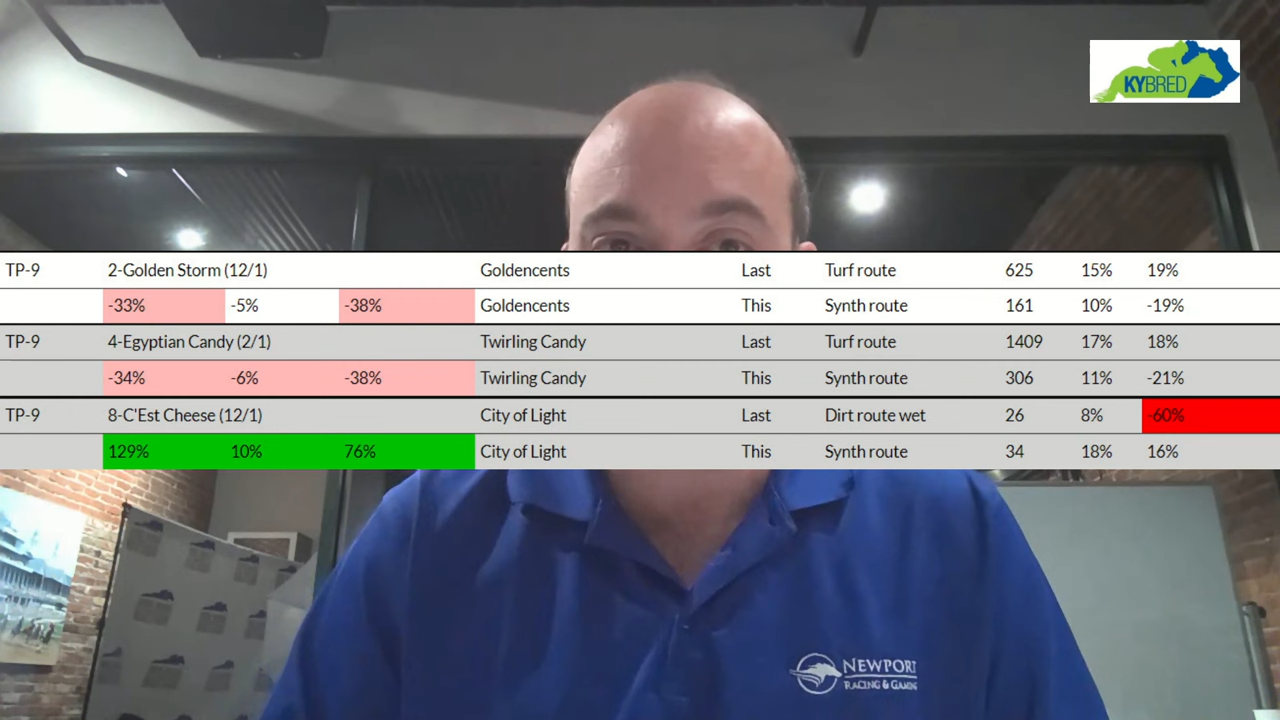 KYBRED
TP-9 2-Golden Storm (12/1) Goldencents Last Turf route 625 15% 19%
-33% -5% -38% Goldencents This Synth route 161 10% -19%
TP-9 4-Egyptian Candy (2/1) Twirling Candy Last Turf route 1409 17% 18%
-34% -6% -38% Twirling Candy This Synth route 306 11% -21%
TP-9 8-C'Est Cheese (12/1) City of Light Last Dirt route wet 26 8% -60%
129% 10% 76% City of Light This Synth route 34 18% 16%
NEWPORT
RACING & GAMING